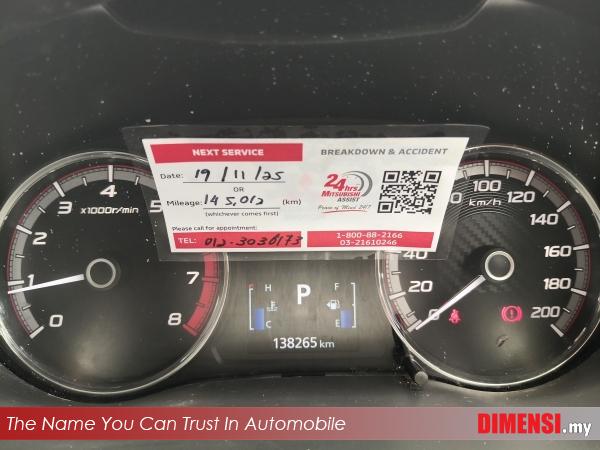 NEXT SERVICE
BREAKDOWN & ACCIDENT
Date: 19/11/25
OR
Mileage: 145,012 (km)
(whichever comes first)
Please call for appointment:
TEL: 012-3036173
24hrs
MITSUBISHI
ASSIST
Peace of Mind 24/7
1-800-88-2166
03-21610246
0 1 3 4 5 7 8
x1000r/min
H
C
P
F
E
138265 km
0 20 40 80 100 120 140 160 180 200
km/h
The Name You Can Trust In Automobile
DIMENSI.my